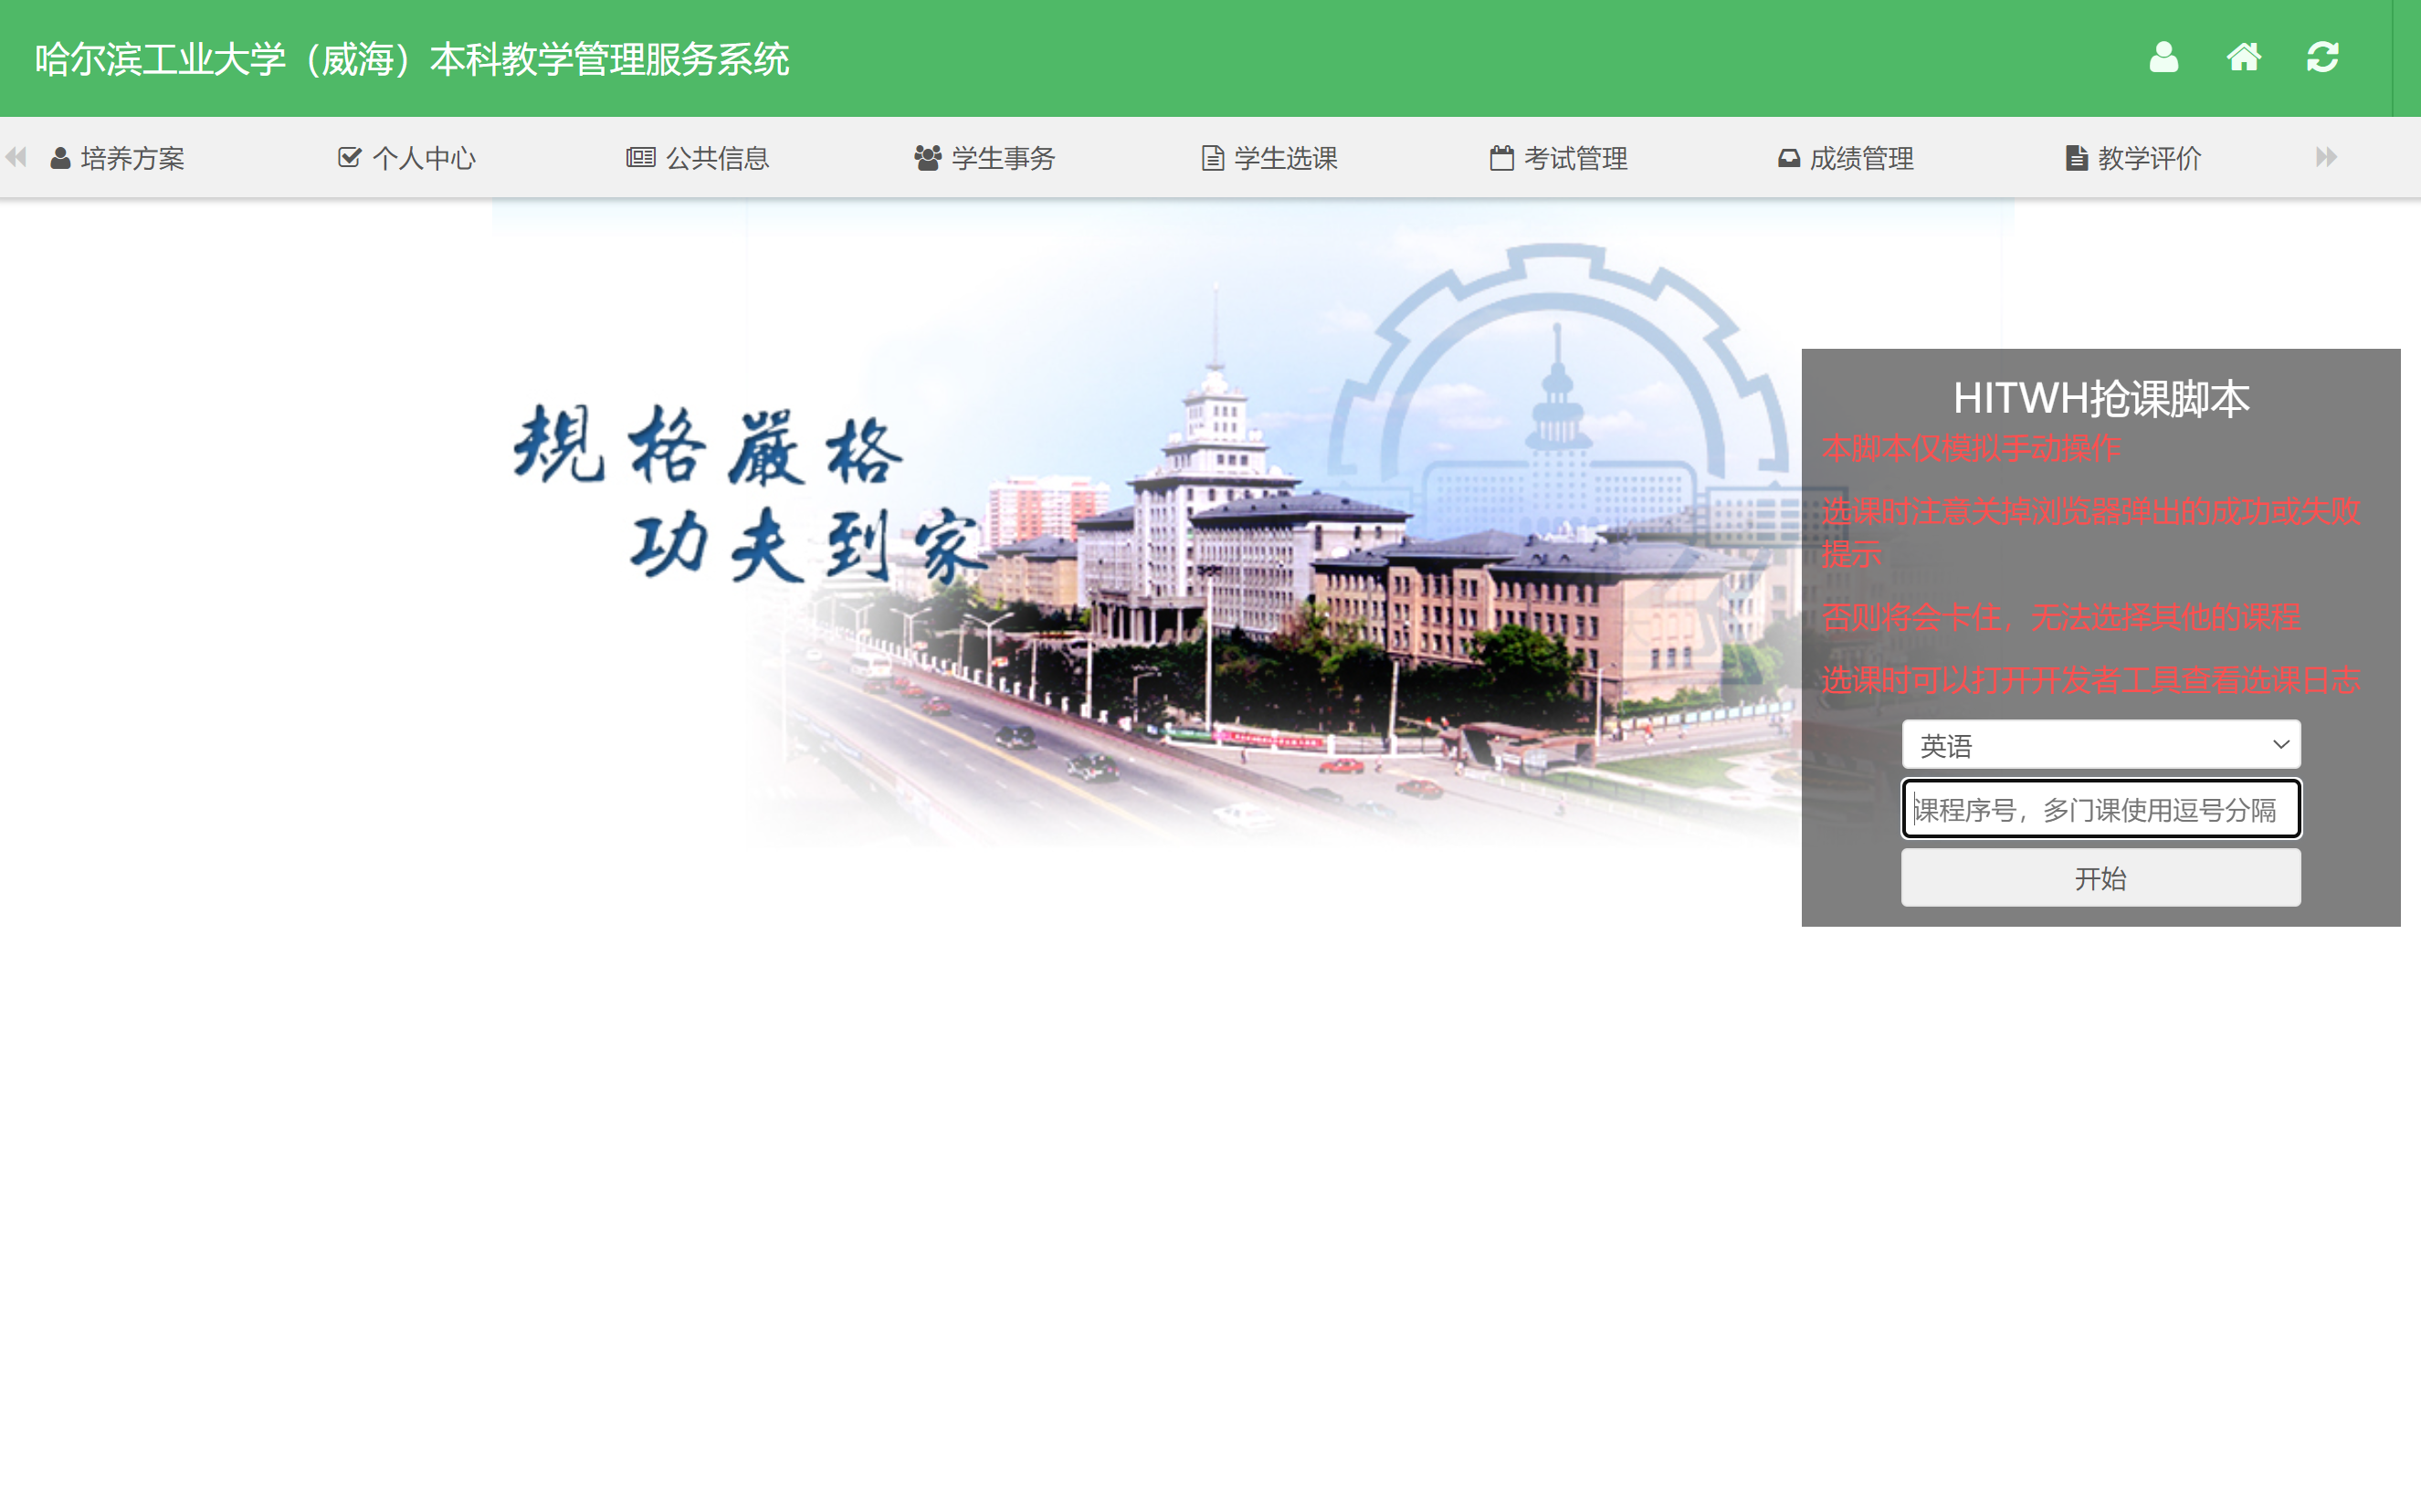 哈尔滨工业大学（威海）本科教学管理服务系统
培养方案
个人中心
公共信息
学生事务
学生选课
考试管理
成绩管理
教学评价
規格嚴格
功夫到家
HITWH抢课脚本
本脚本仅模拟手动操作
选课时注意关掉浏览器弹出的成功或失败
提示
否则将会卡住，无法选择其他的课程
选课时可以打开开发者工具查看选课日志
英语
课程序号，多门课使用逗号分隔
开始